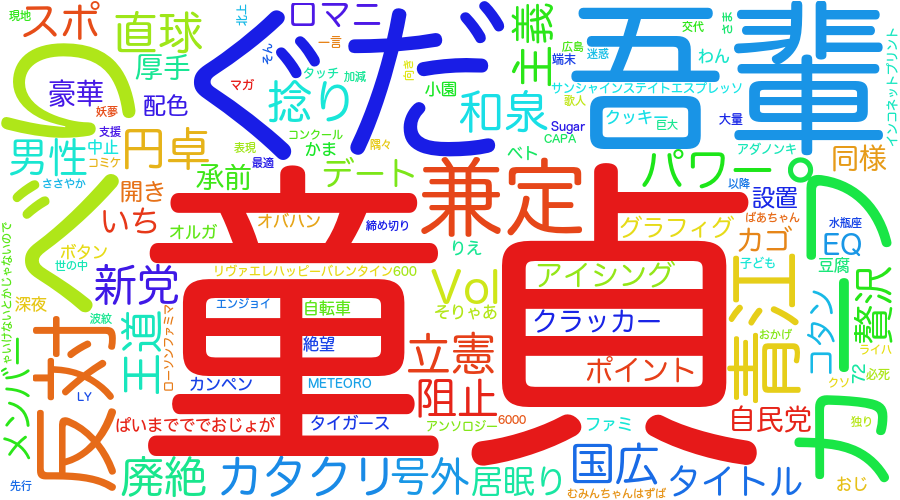 現地
スポ
直球
北上
ロマニ
主義
交代
さま
吾輩
わり
ぐだ
ぐ
そん
一言
厚手
マガ
タッチ
加減
向き
小園
広島
端末
迷惑
わん
豪華
配色
妖夢
捻り
和泉
歌人
サンシャインステイトエスプレッソ
インコネットプリント
支援
円卓
コンクール
Sugar
クッキー
巨大
大量
CAPA
男性
中止
コミケ
表現
かま
隅々
ベト
アダノンキ
同様
ささやか
最適
承前
デート
兼定
パワー
以降
設置
開き
いち
オルガ
オバハン
締め切り
グラフィグ
ばあちゃん
カゴ
水瓶座
EQ
りえ
ボタン
世の中
新党
リヴァエレハッピーバレンタイン600
Vol
アイシング
子ども
豆腐
童貞
青江
贅沢
カップ
深夜
エンジョイ
自転車
そりゃあ
クラッカー
コタン
波紋
王道
ローソンファミマ
絶望
立憲
おかげ
ライハ
メンバー
反対
カンペン
METEORO
ポイント
72
必死
クソ
LY
阻止
ぱいまでででおじょが
タイガース
アンソロジー
6000
ファミ
自民党
独り
廃絶
カタクリ
号外
居眠り
国広
タイトル
おじ
先行
むみんちゃんはずば
ちゃいけないとかじゃないので